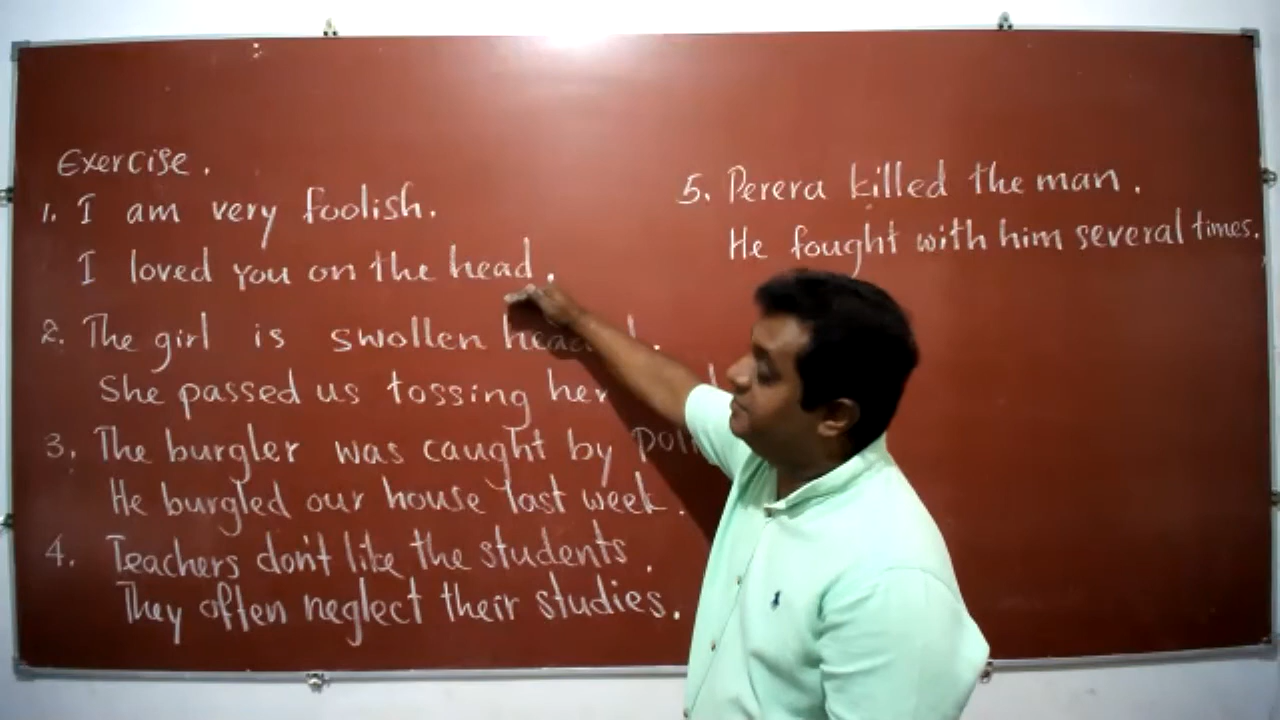 Exercise.
1. I am very foolish.
I loved you on the head.
2. The girl is swollen
She passed us tossing her
3. The burgler was caught by
He burgled our house last week.
4. Teachers don't like the students.
They often neglect their studies.
5. Perera killed the man.
He fought with him several times.